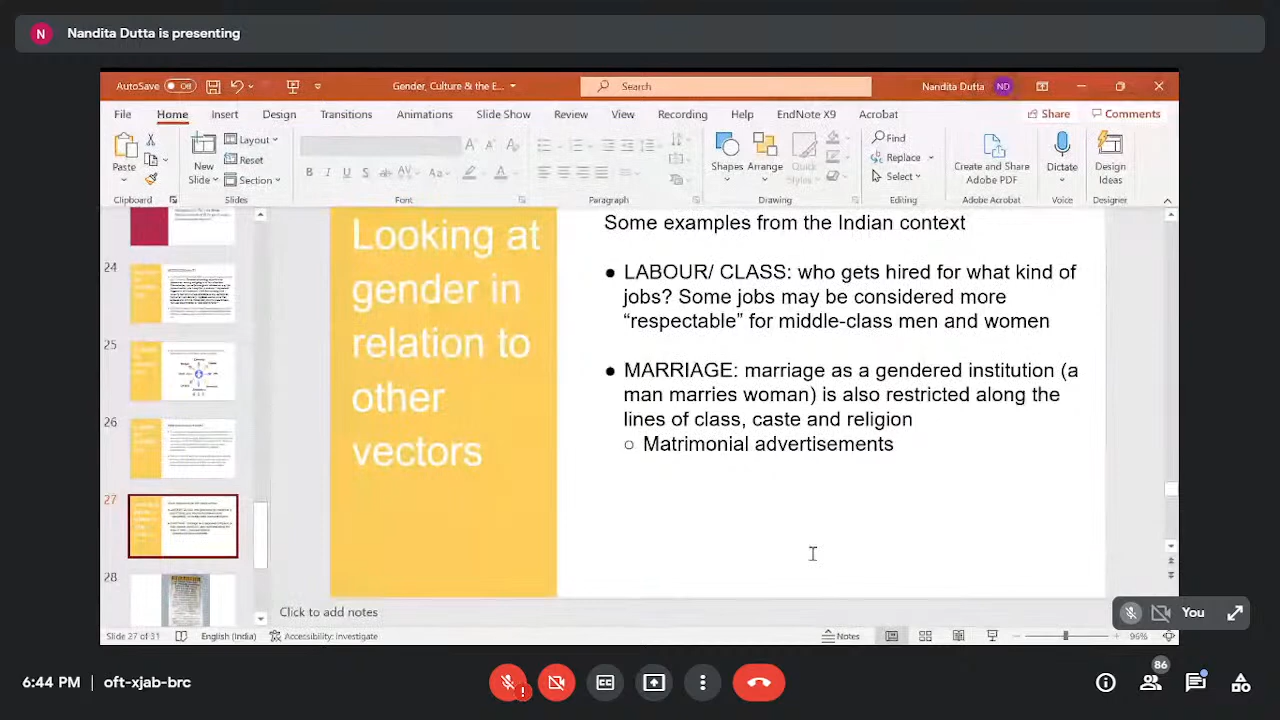 N Nandita Dutta is presenting
AutoSave Off Gender, Culture & the E... Search Nandita Dutta ND
File Home Insert Design Transitions Animations Slide Show Review View Recording Help EndNote X9 Acrobat Share Comments
Paste New Slide Layout Reset Section Shapes Arrange Quick Styles Find Replace Select Create and Share Adobe PDF Dictate Design Ideas
Clipboard Slides Font Paragraph Drawing Editing Adobe Acrobat Voice Designer
24
25
26
27
28
Looking at
gender in
relation to
other
vectors
Some examples from the Indian context
● LABOUR/ CLASS: who gets hired for what kind of
jobs? Some jobs may be considered more
“respectable” for middle-class men and women
● MARRIAGE: marriage as a gendered institution (a
man marries woman) is also restricted along the
lines of class, caste and religion
Matrimonial advertisements
Click to add notes
You
Slide 27 of 31 English (India) Accessibility: Investigate Notes 96%
6:44 PM | oft-xjab-brc
86